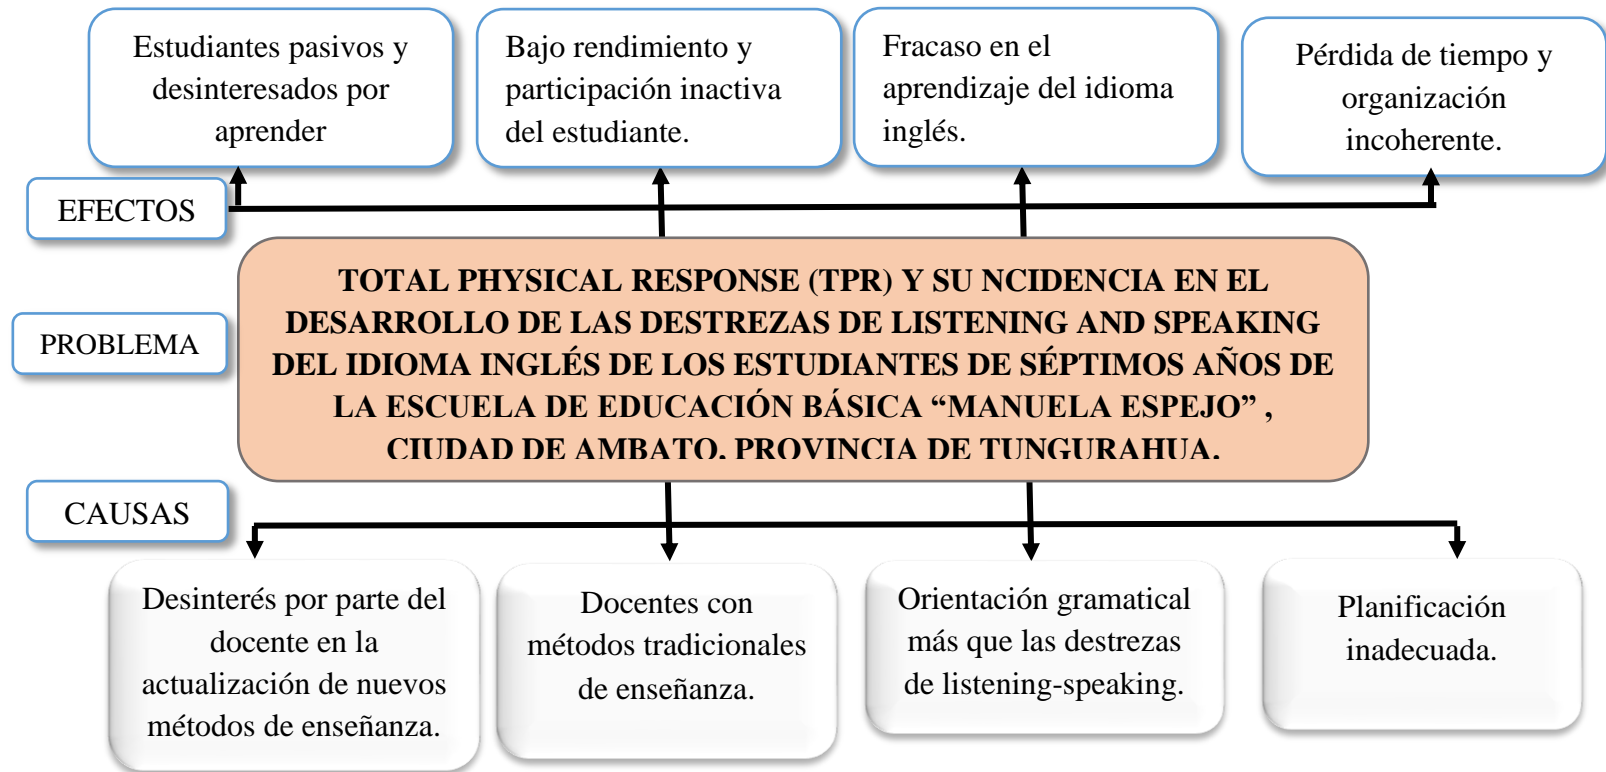 Estudiantes pasivos y
desinteresados por
aprender
Bajo rendimiento y
participación inactiva
del estudiante.
Fracaso en el
aprendizaje del idioma
inglés.
Pérdida de tiempo y
organización
incoherente.
EFECTOS
PROBLEMA
TOTAL PHYSICAL RESPONSE (TPR) Y SU NCIDENCIA EN EL
DESARROLLO DE LAS DESTREZAS DE LISTENING AND SPEAKING
DEL IDIOMA INGLÉS DE LOS ESTUDIANTES DE SÉPTIMOS AÑOS DE
LA ESCUELA DE EDUCACIÓN BÁSICA “MANUELA ESPEJO” ,
CIUDAD DE AMBATO. PROVINCIA DE TUNGURAHUA.
CAUSAS
Desinterés por parte del
docente en la
actualización de nuevos
métodos de enseñanza.
Docentes con
métodos tradicionales
de enseñanza.
Orientación gramatical
más que las destrezas
de listening-speaking.
Planificación
inadecuada.